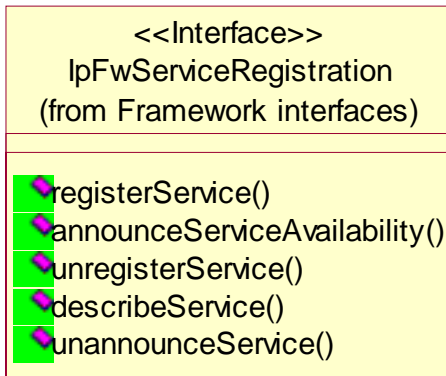 <<Interface>>
IpFwServiceRegistration
(from Framework interfaces)
registerService()
announceServiceAvailability()
unregisterService()
describeService()
unannounceService()